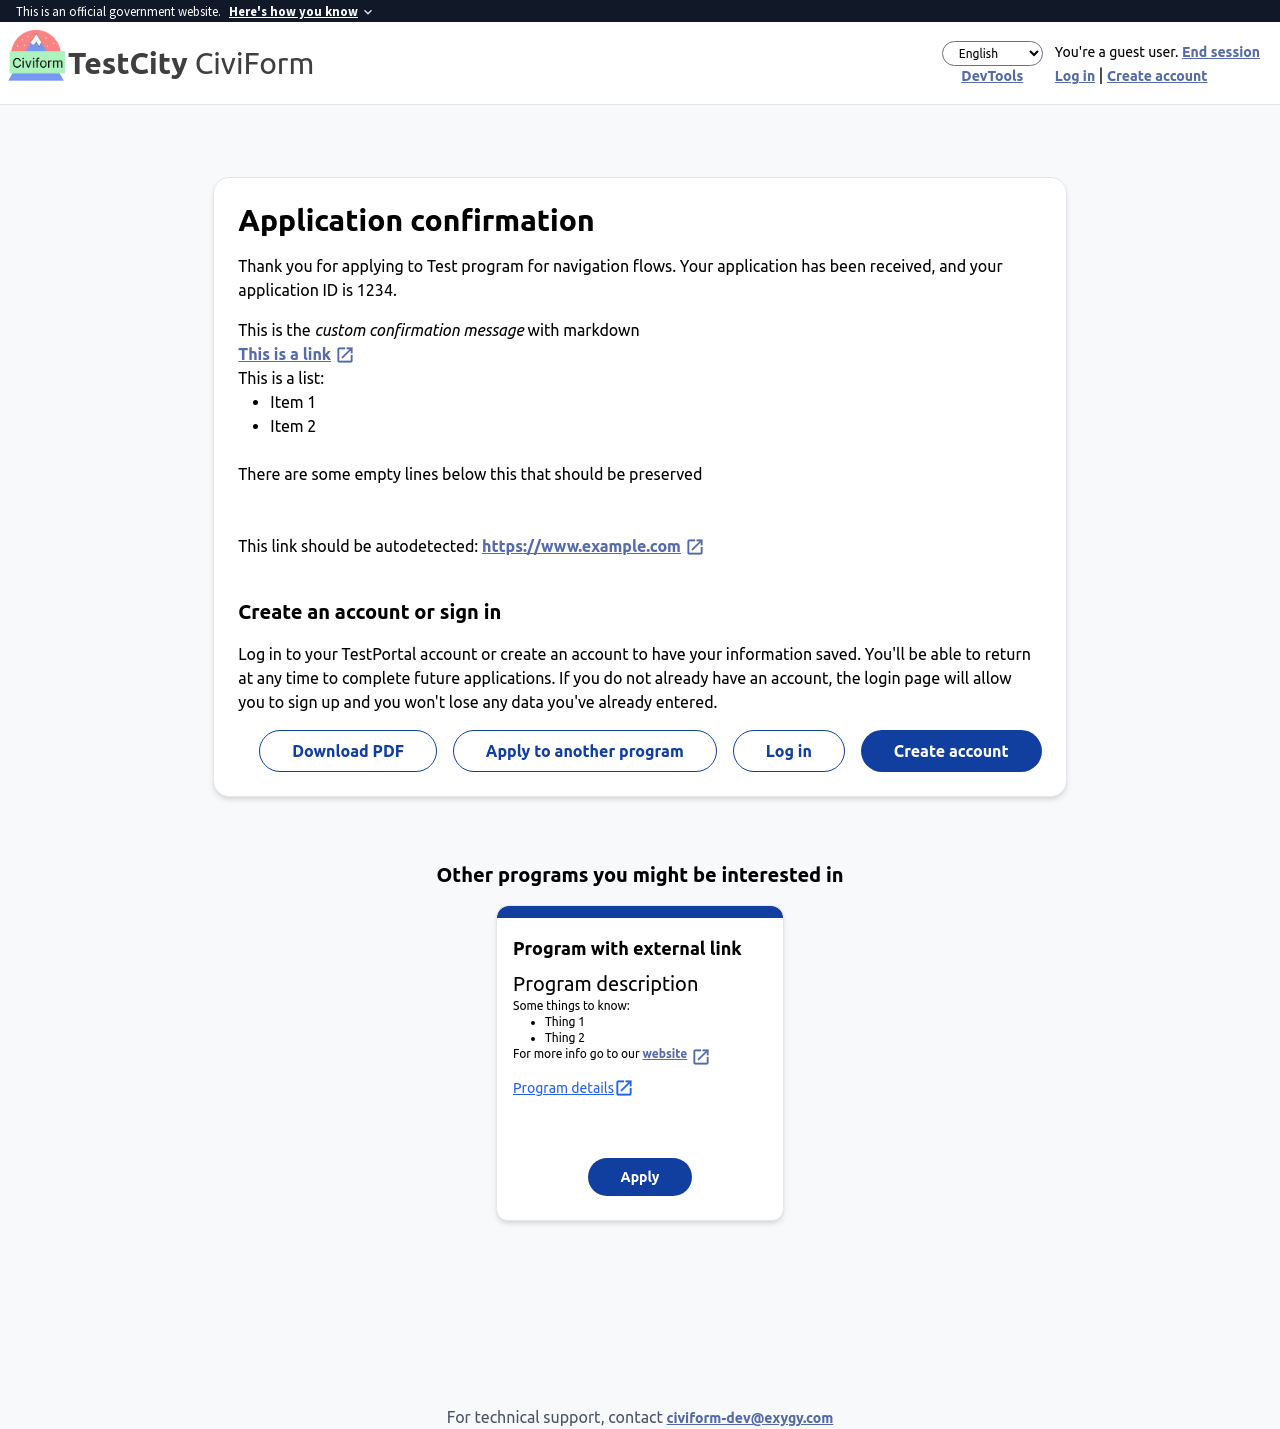 This is an official government website. Here's how you know
Civiform
TestCity CiviForm
English
You're a guest user. End session
DevTools
Log in | Create account
Application confirmation
Thank you for applying to Test program for navigation flows. Your application has been received, and your
application ID is 1234.
This is the custom confirmation message with markdown
This is a link
This is a list:
• Item 1
• Item 2
There are some empty lines below this that should be preserved
This link should be autodetected: https://www.example.com
Create an account or sign in
Log in to your TestPortal account or create an account to have your information saved. You'll be able to return
at any time to complete future applications. If you do not already have an account, the login page will allow
you to sign up and you won't lose any data you've already entered.
Download PDF
Apply to another program
Log in
Create account
Other programs you might be interested in
Program with external link
Program description
Some things to know:
• Thing 1
• Thing 2
For more info go to our website
Program details
Apply
For technical support, contact civiform-dev@exygy.com